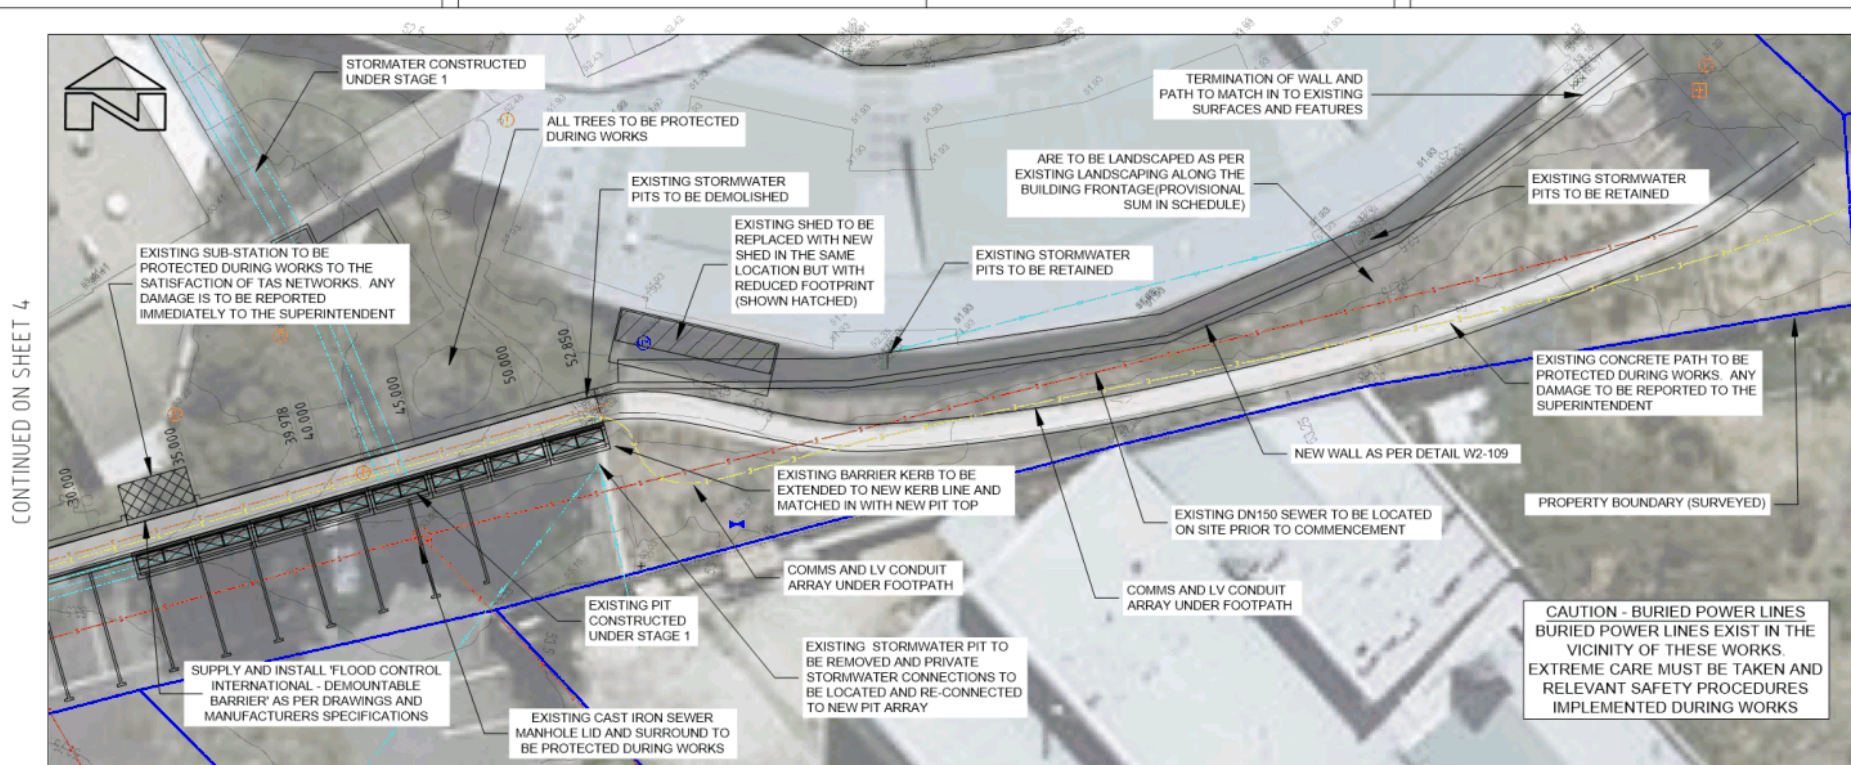 STORMATER CONSTRUCTED
UNDER STAGE 1
ALL TREES TO BE PROTECTED
DURING WORKS
TERMINATION OF WALL AND
PATH TO MATCH IN TO EXISTING
SURFACES AND FEATURES
EXISTING STORMWATER
PITS TO BE DEMOLISHED
ARE TO BE LANDSCAPED AS PER
EXISTING LANDSCAPING ALONG THE
BUILDING FRONTAGE(PROVISIONAL
SUM IN SCHEDULE)
EXISTING STORMWATER
PITS TO BE RETAINED
EXISTING SHED TO BE
REPLACED WITH NEW
SHED IN THE SAME
LOCATION BUT WITH
REDUCED FOOTPRINT
(SHOWN HATCHED)
EXISTING STORMWATER
PITS TO BE RETAINED
EXISTING SUB-STATION TO BE
PROTECTED DURING WORKS TO THE
SATISFACTION OF TAS NETWORKS. ANY
DAMAGE IS TO BE REPORTED
IMMEDIATELY TO THE SUPERINTENDENT
CONTINUED ON SHEET 4
30.000
35.000
39.978
40.000
45.000
50.000
52.850
EXISTING CONCRETE PATH TO BE
PROTECTED DURING WORKS. ANY
DAMAGE TO BE REPORTED TO THE
SUPERINTENDENT
NEW WALL AS PER DETAIL W2-109
EXISTING BARRIER KERB TO BE
EXTENDED TO NEW KERB LINE AND
MATCHED IN WITH NEW PIT TOP
PROPERTY BOUNDARY (SURVEYED)
EXISTING DN150 SEWER TO BE LOCATED
ON SITE PRIOR TO COMMENCEMENT
COMMS AND LV CONDUIT
ARRAY UNDER FOOTPATH
COMMS AND LV CONDUIT
ARRAY UNDER FOOTPATH
EXISTING PIT
CONSTRUCTED
UNDER STAGE 1
EXISTING STORMWATER PIT TO
BE REMOVED AND PRIVATE
STORMWATER CONNECTIONS TO
BE LOCATED AND RE-CONNECTED
TO NEW PIT ARRAY
SUPPLY AND INSTALL 'FLOOD CONTROL
INTERNATIONAL - DEMOUNTABLE
BARRIER' AS PER DRAWINGS AND
MANUFACTURERS SPECIFICATIONS
EXISTING CAST IRON SEWER
MANHOLE LID AND SURROUND TO
BE PROTECTED DURING WORKS
CAUTION - BURIED POWER LINES
BURIED POWER LINES EXIST IN THE
VICINITY OF THESE WORKS.
EXTREME CARE MUST BE TAKEN AND
RELEVANT SAFETY PROCEDURES
IMPLEMENTED DURING WORKS